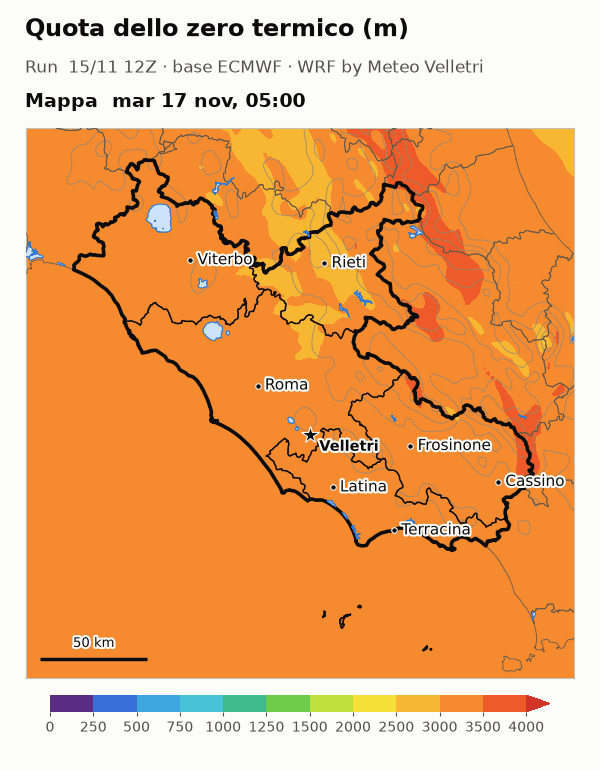 Quota dello zero termico (m)
Run  15/11 12Z · base ECMWF · WRF by Meteo Velletri
Mappa  mar 17 nov, 05:00
Viterbo
Rieti
Roma
Velletri
Frosinone
Latina
Cassino
Terracina
50 km
0 250 500 750 1000 1250 1500 2000 2500 3000 3500 4000